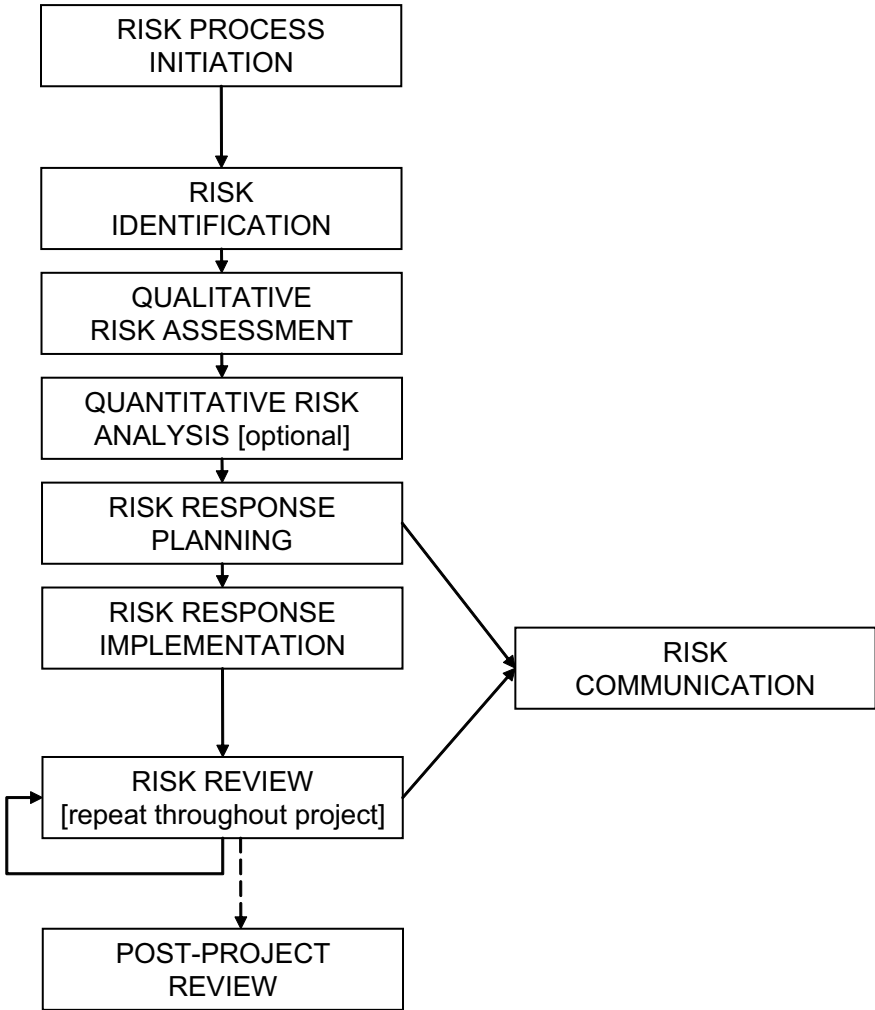 RISK PROCESS
INITIATION
RISK
IDENTIFICATION
QUALITATIVE
RISK ASSESSMENT
QUANTITATIVE RISK
ANALYSIS [optional]
RISK RESPONSE
PLANNING
RISK RESPONSE
IMPLEMENTATION
RISK
COMMUNICATION
RISK REVIEW
[repeat throughout project]
POST-PROJECT
REVIEW